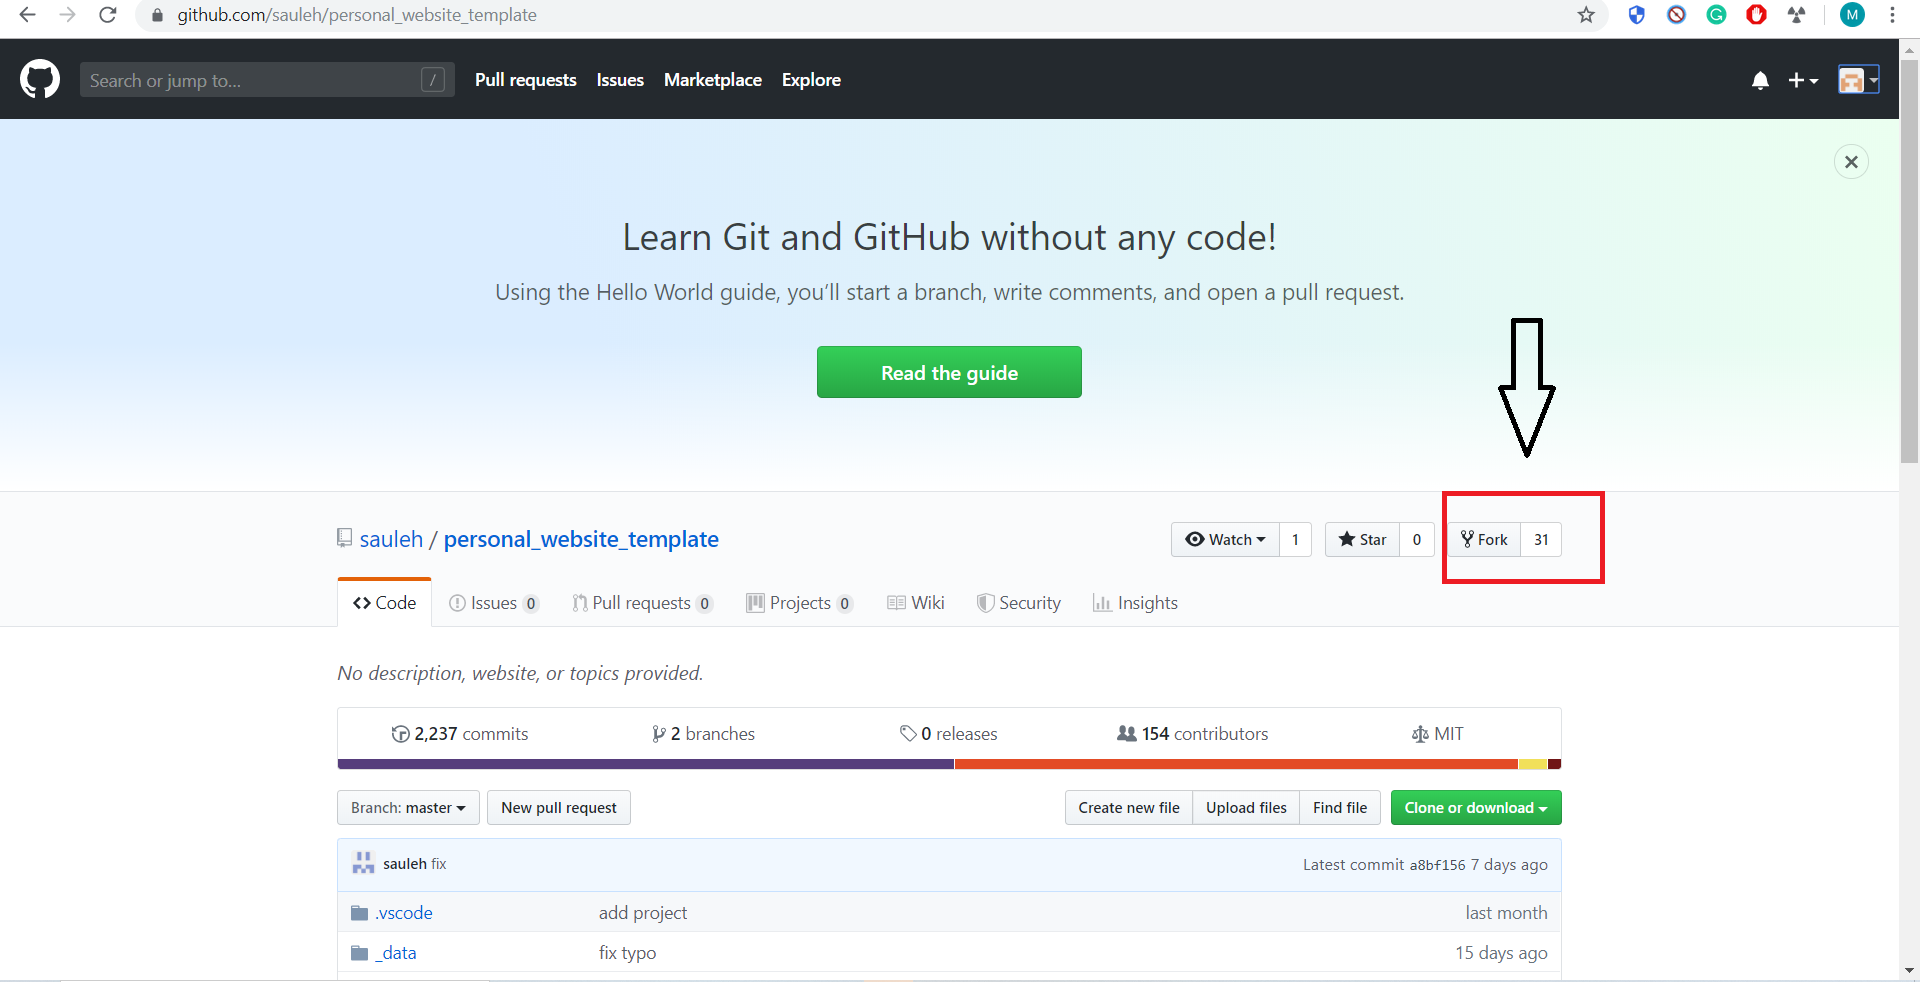 github.com/sauleh/personal_website_template
M
Search or jump to... /
Pull requests Issues Marketplace Explore
Learn Git and GitHub without any code!
Using the Hello World guide, you’ll start a branch, write comments, and open a pull request.
Read the guide
sauleh / personal_website_template
Watch 1 Star 0 Fork 31
Code Issues 0 Pull requests 0 Projects 0 Wiki Security Insights
No description, website, or topics provided.
2,237 commits 2 branches 0 releases 154 contributors MIT
Branch: master New pull request Create new file Upload files Find file Clone or download
sauleh fix Latest commit a8bf156 7 days ago
.vscode add project last month
_data fix typo 15 days ago